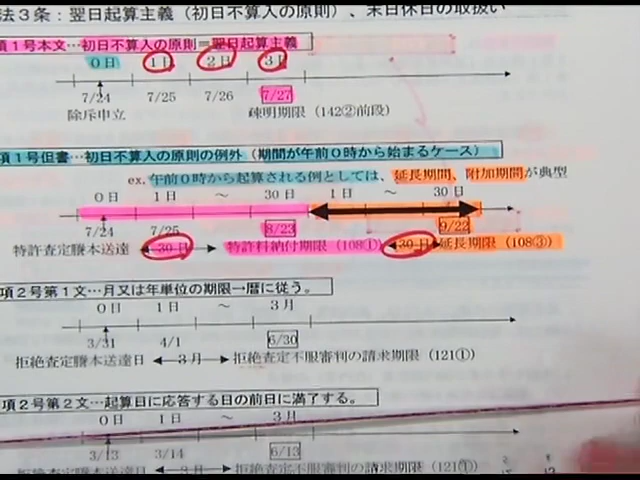 法3条：翌日起算主義（初日不算入の原則）、末日休日の取扱い
項1号本文…初日不算入の原則＝翌日起算主義
0日 1日 2日 3日
7/24 7/25 7/26 7/27
除斥申立 疎明期限（142②前段）
項1号但書…初日不算入の原則の例外（期間が午前0時から始まるケース）
ex. 午前0時から起算される例としては、延長期間、附加期間が典型
0日 1日 ～ 30日 1日 ～ 30日
7/24 7/25 8/23 9/22
特許査定謄本送達 30日 特許料納付期限（108①） 30日 延長期限（108③）
項2号第1文…月又は年単位の期限→暦に従う。
0日 1日 ～ 3月
3/31 4/1 6/30
拒絶査定謄本送達日 3月 拒絶査定不服審判の請求期限（121①）
項2号第2文…起算日に応答する日の前日に満了する。
0日 1日 ～ 3月
3/13 3/14 6/13
拒絶査定謄本送達日 3月 拒絶査定不服審判の請求期限（121①）